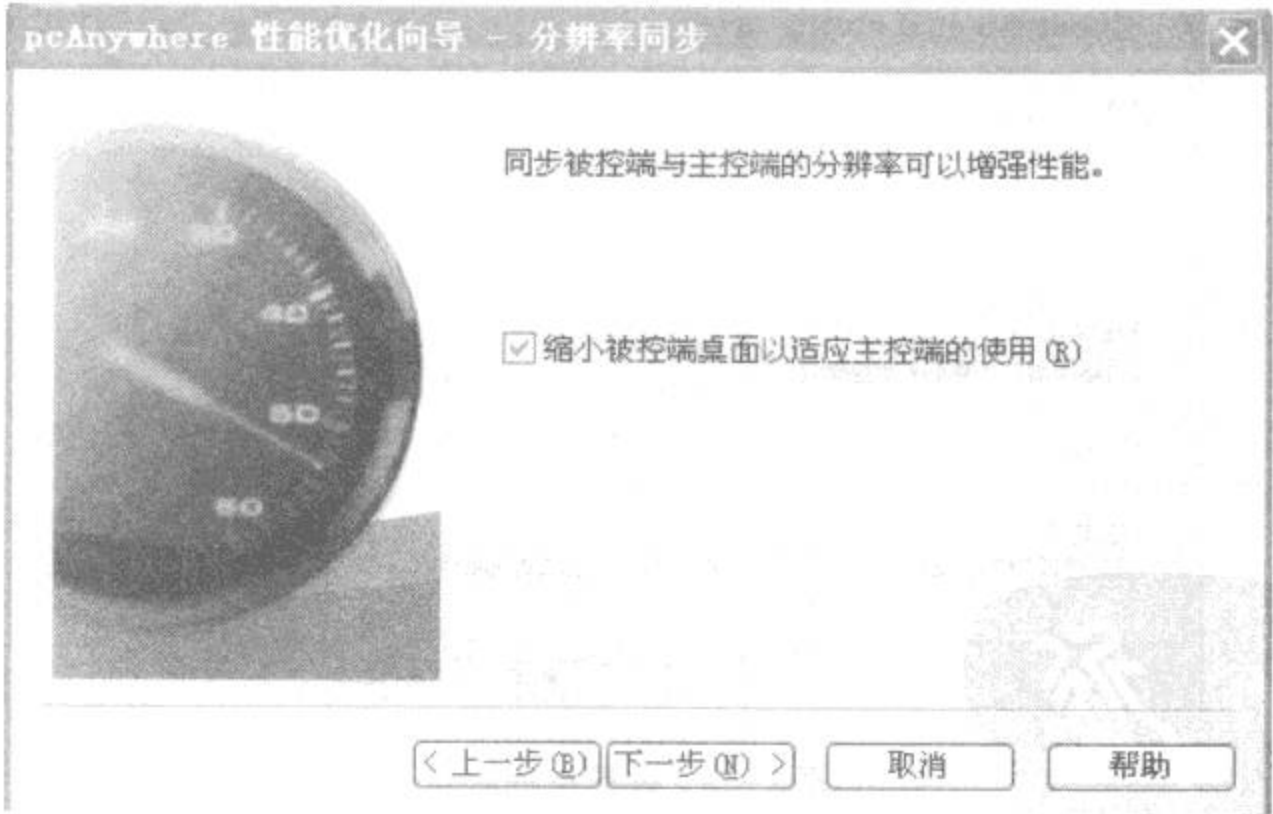 pcAnywhere 性能优化向导 - 分辨率同步
同步被控端与主控端的分辨率可以增强性能。
40
缩小被控端桌面以适应主控端的使用(R)
< 上一步(B) 下一步(N) > 取消 帮助